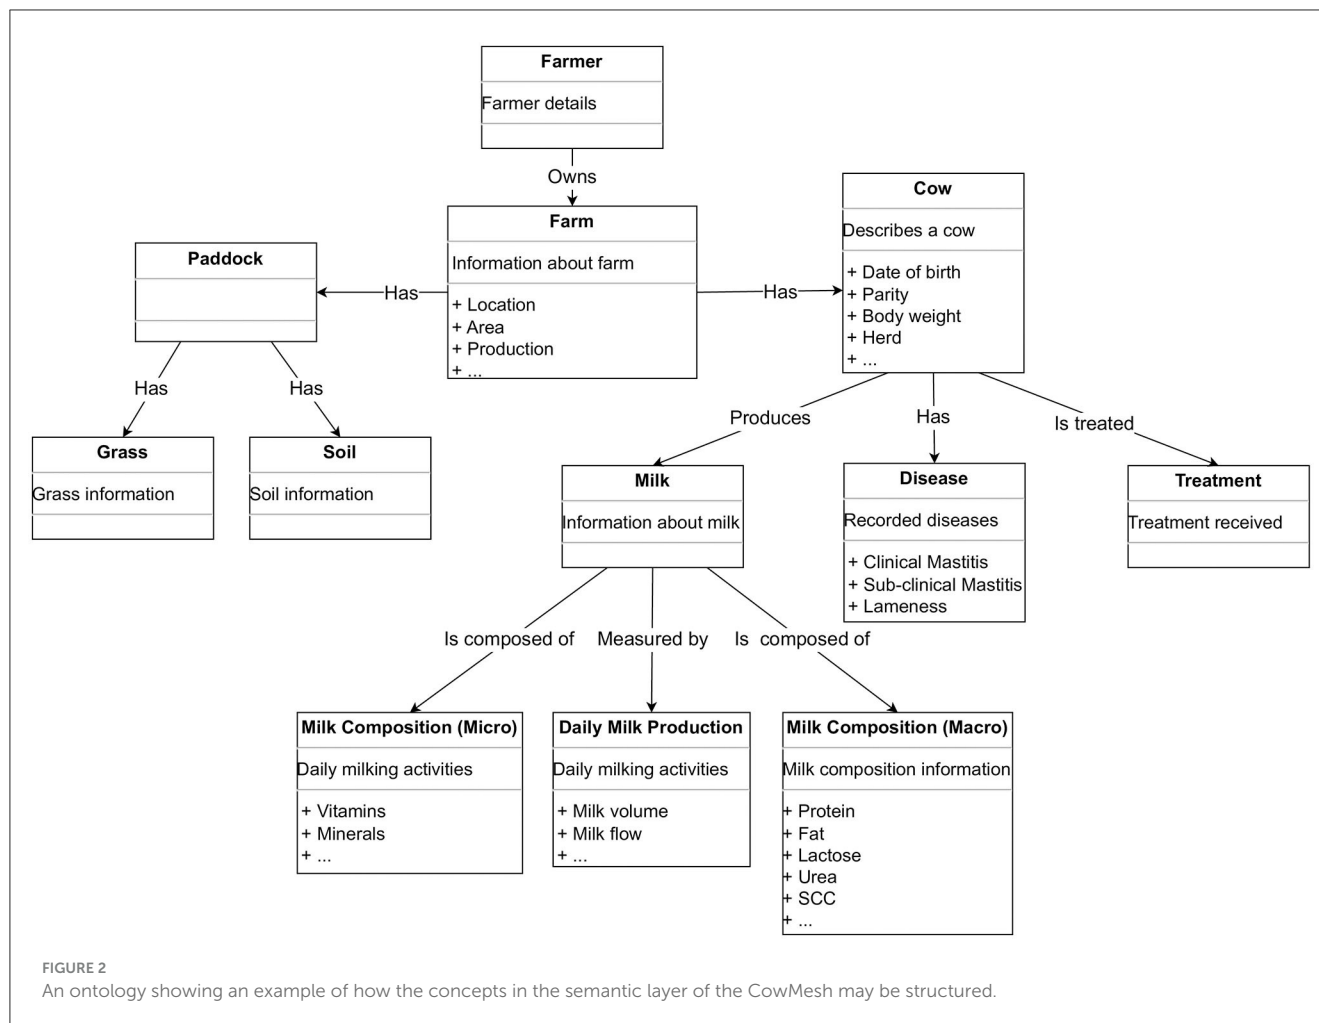 Farmer
Farmer details
Owns
Farm
Information about farm
+ Location
+ Area
+ Production
+ ...
Has
Paddock
Has
Cow
Describes a cow
+ Date of birth
+ Parity
+ Body weight
+ Herd
+ ...
Has
Has
Grass
Grass information
Soil
Soil information
Produces
Has
Is treated
Milk
Information about milk
Disease
Recorded diseases
+ Clinical Mastitis
+ Sub-clinical Mastitis
+ Lameness
Treatment
Treatment received
Is composed of
Measured by
Is composed of
Milk Composition (Micro)
Daily milking activities
+ Vitamins
+ Minerals
+ ...
Daily Milk Production
Daily milking activities
+ Milk volume
+ Milk flow
+ ...
Milk Composition (Macro)
Milk composition information
+ Protein
+ Fat
+ Lactose
+ Urea
+ SCC
+ ...
FIGURE 2
An ontology showing an example of how the concepts in the semantic layer of the CowMesh may be structured.